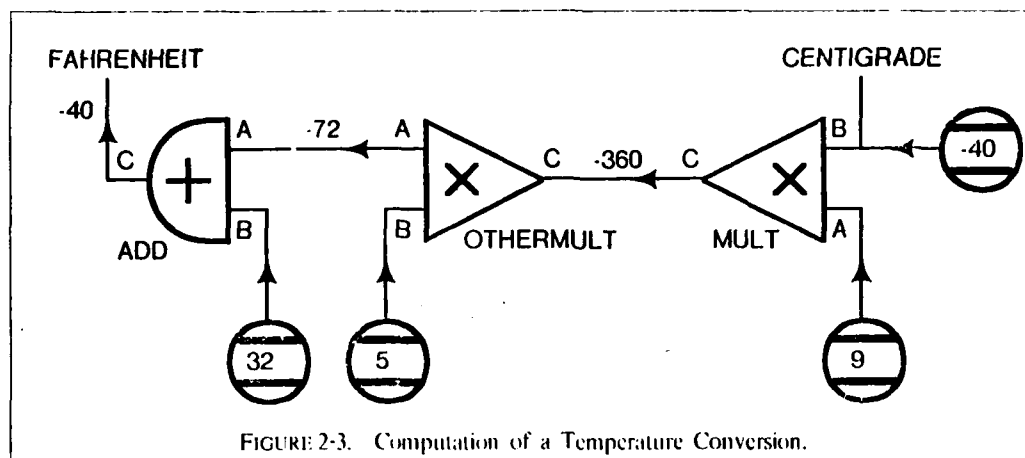 FAHRENHEIT
CENTIGRADE
-40
A
-72
A
C
-360
C
B
-40
C
+
×
×
B
B
A
ADD
OTHERMULT
MULT
32
5
9
FIGURE 2-3. Computation of a Temperature Conversion.